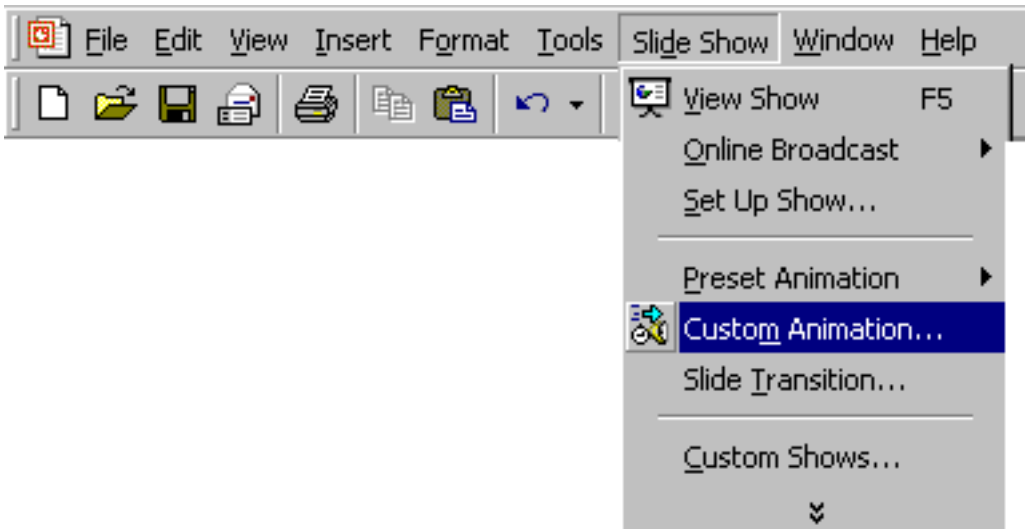 File Edit View Insert Format Tools Slide Show Window Help
View Show F5
Online Broadcast
Set Up Show...
Preset Animation
Custom Animation...
Slide Transition...
Custom Shows...